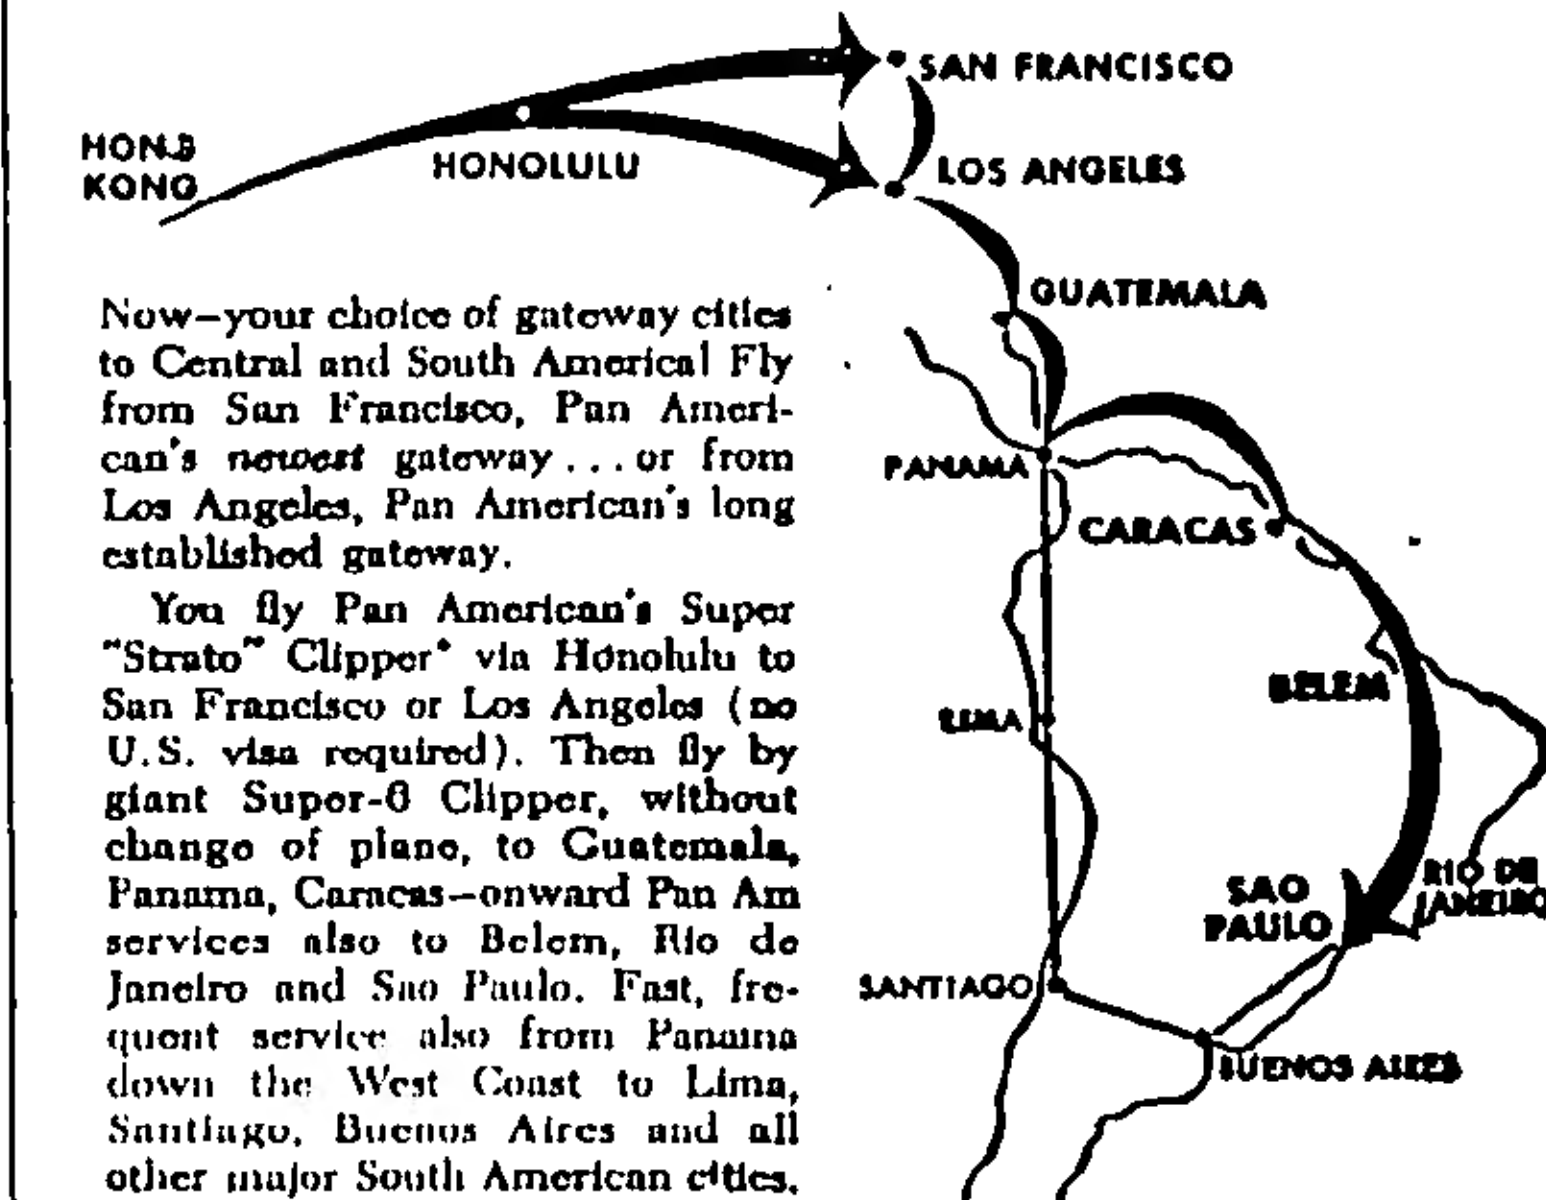 SAN FRANCISCO
HONG
KONG
HONOLULU
LOS ANGELES
GUATEMALA
PANAMA
CARACAS
BELEM
LIMA
RIO DE
JANEIRO
SAO
PAULO
SANTIAGO
BUENOS AIRES
Now—your choice of gateway cities
to Central and South America! Fly
from San Francisco, Pan Ameri-
can's newest gateway...or from
Los Angeles, Pan American's long
established gateway.
You fly Pan American's Super
"Strato" Clipper* via Honolulu to
San Francisco or Los Angeles (no
U.S. visa required). Then fly by
giant Super-6 Clipper, without
change of plane, to Guatemala,
Panama, Caracas—onward Pan Am
services also to Belem, Rio de
Janeiro and Sao Paulo. Fast, fre-
quent service also from Panama
down the West Coast to Lima,
Santiago, Buenos Aires and all
other major South American cities.